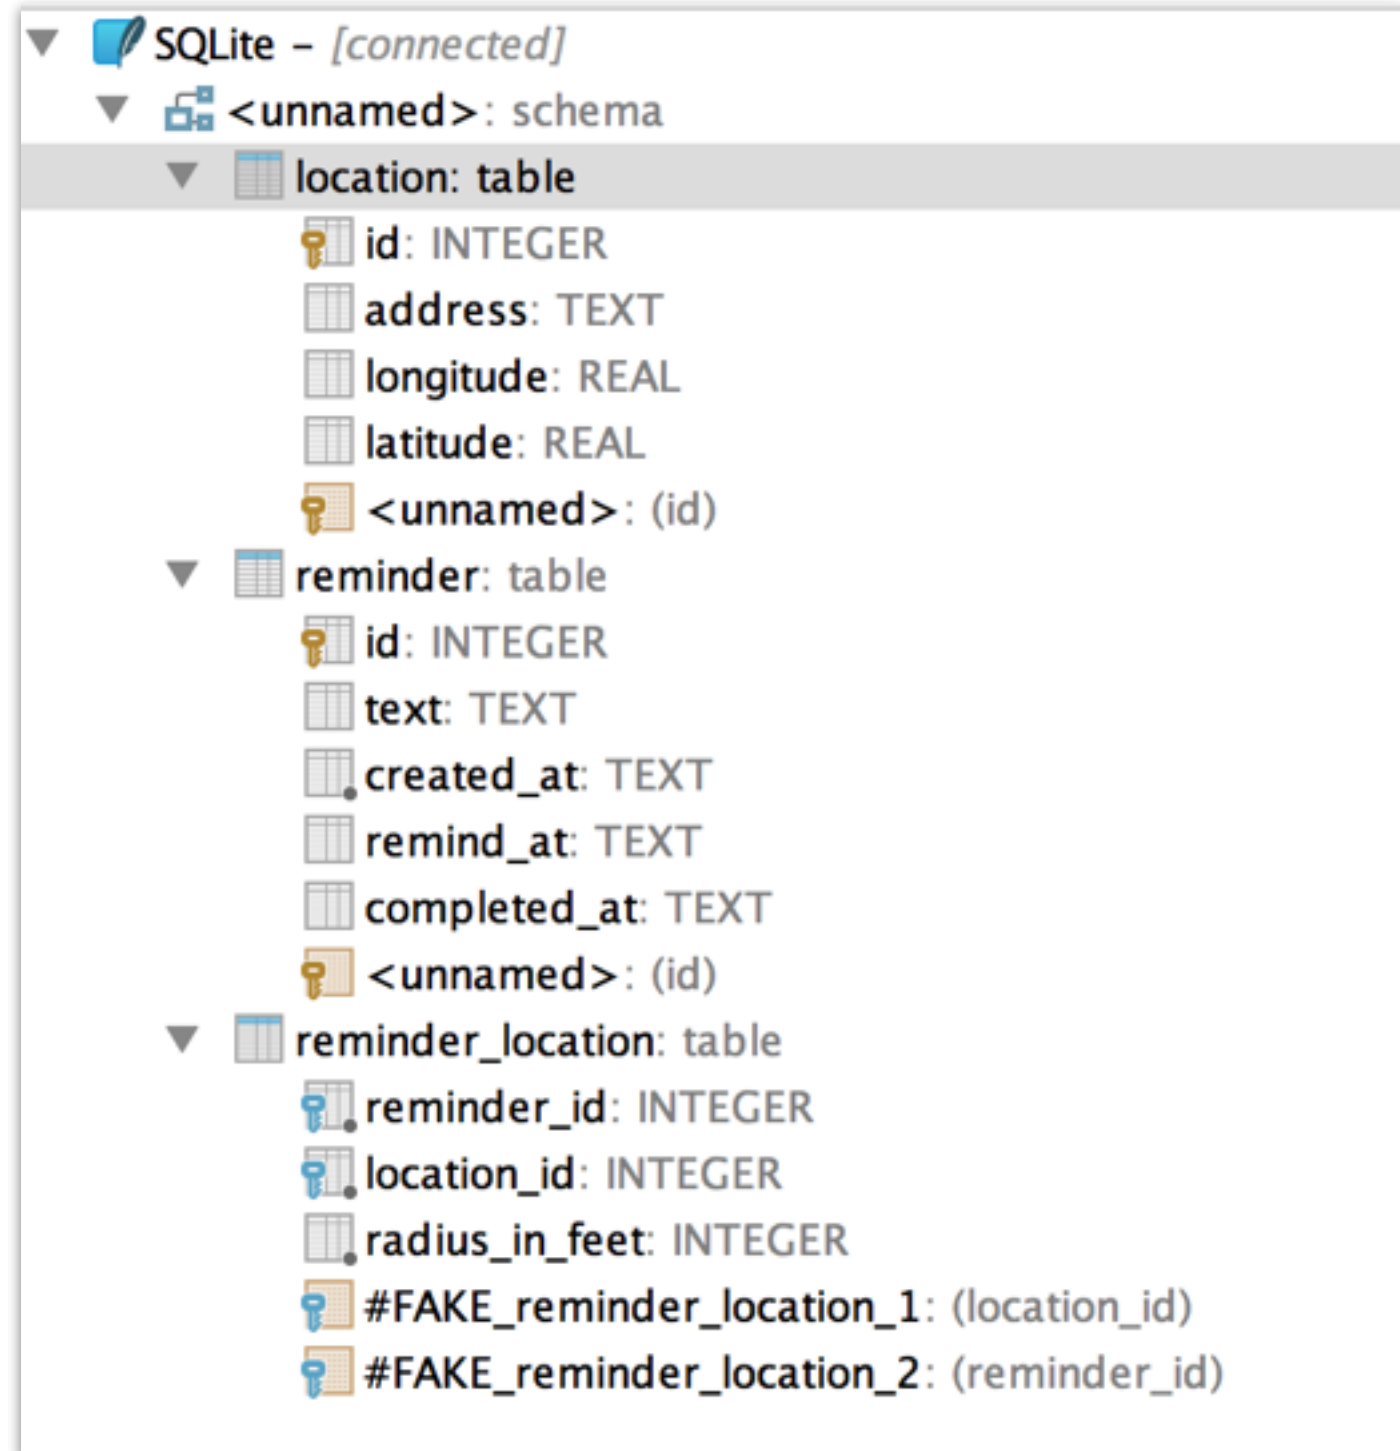 SQLite – [connected]
<unnamed>: schema
location: table
id: INTEGER
address: TEXT
longitude: REAL
latitude: REAL
<unnamed>: (id)
reminder: table
id: INTEGER
text: TEXT
created_at: TEXT
remind_at: TEXT
completed_at: TEXT
<unnamed>: (id)
reminder_location: table
reminder_id: INTEGER
location_id: INTEGER
radius_in_feet: INTEGER
#FAKE_reminder_location_1: (location_id)
#FAKE_reminder_location_2: (reminder_id)